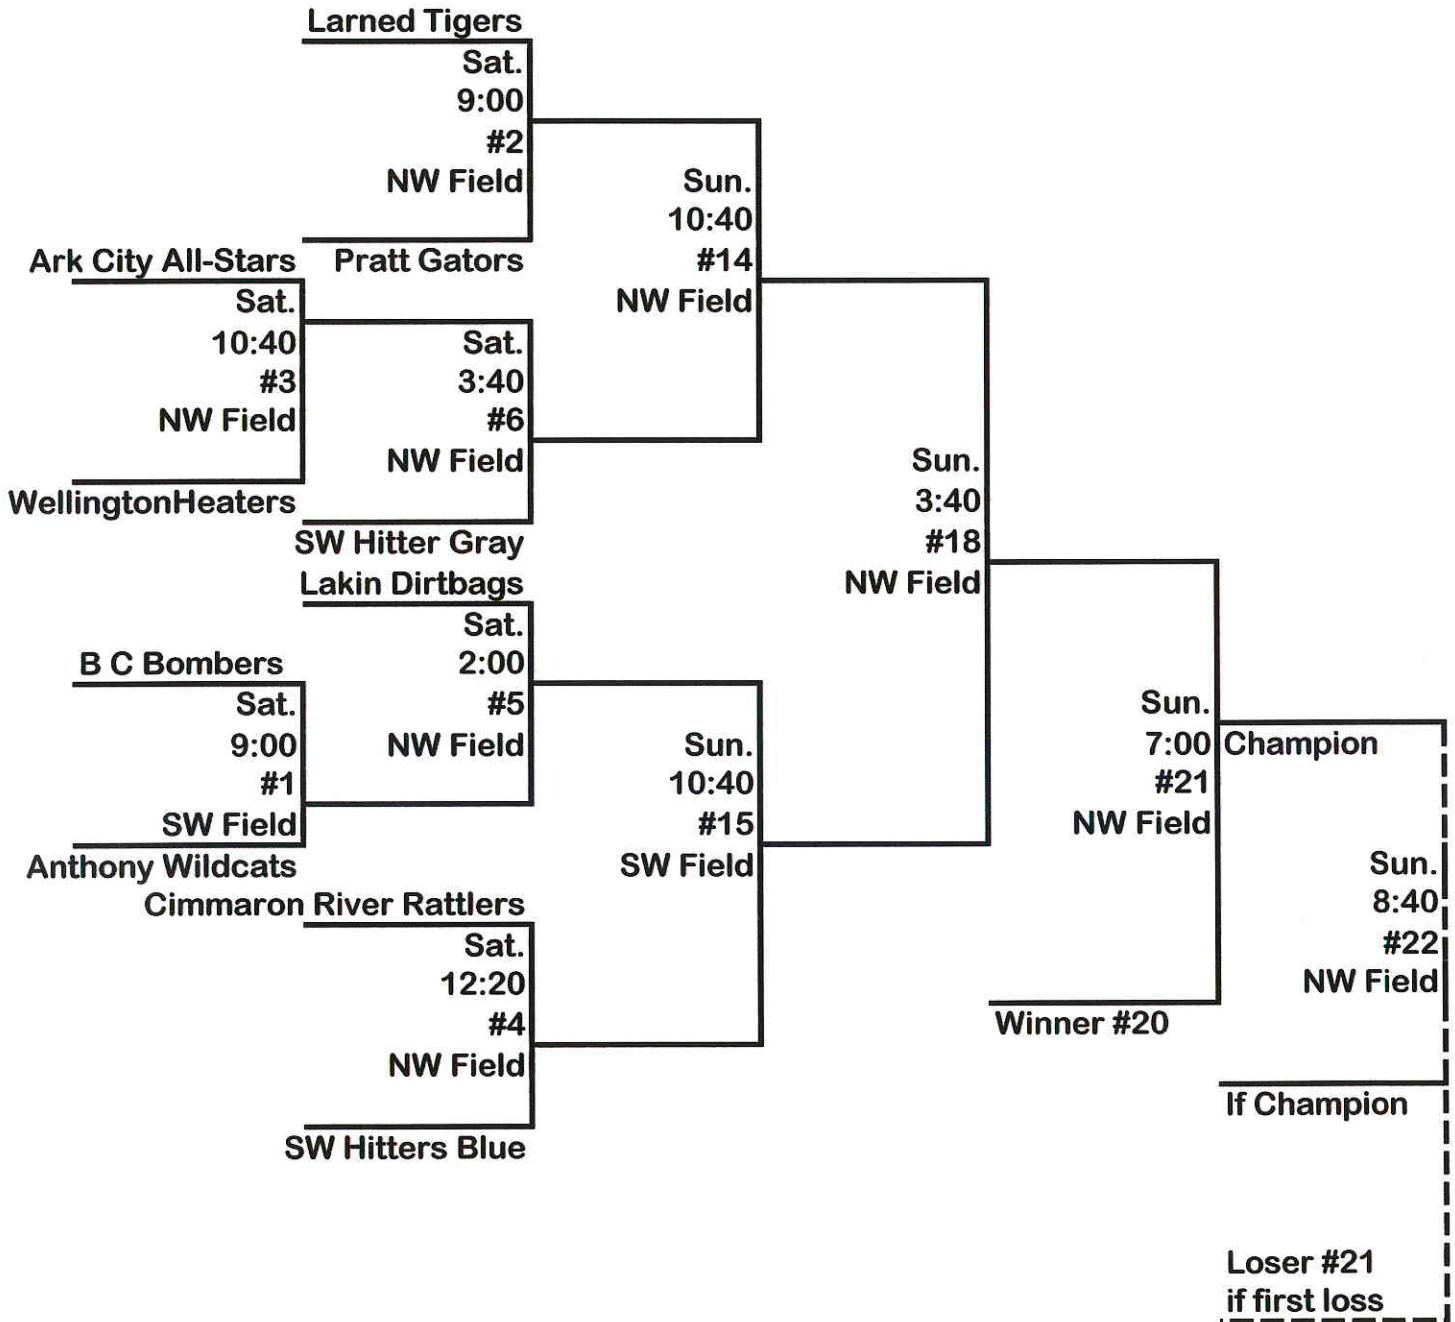 Larned Tigers
Sat.
9:00
#2
NW Field
Pratt Gators
Ark City All-Stars
Sat.
10:40
#3
NW Field
WellingtonHeaters
Sat.
3:40
#6
NW Field
SW Hitter Gray
Sun.
10:40
#14
NW Field
Lakin Dirtbags
Sat.
2:00
#5
NW Field
B C Bombers
Sat.
9:00
#1
SW Field
Anthony Wildcats
Cimmaron River Rattlers
Sat.
12:20
#4
NW Field
SW Hitters Blue
Sun.
10:40
#15
SW Field
Sun.
3:40
#18
NW Field
Sun.
7:00
#21
NW Field
Winner #20
Champion
Sun.
8:40
#22
NW Field
If Champion
Loser #21
if first loss